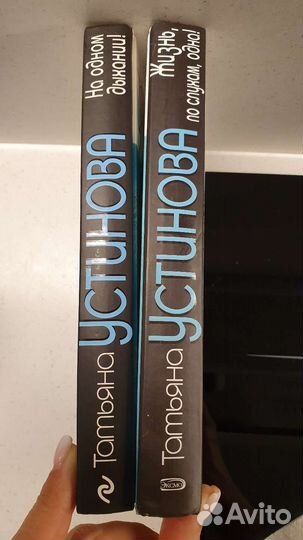 Татьяна УСТИНОВА
На одном
дыхании!
Татьяна УСТИНОВА
Жизнь,
по слухам, одна!
ЭКСМО
Avito